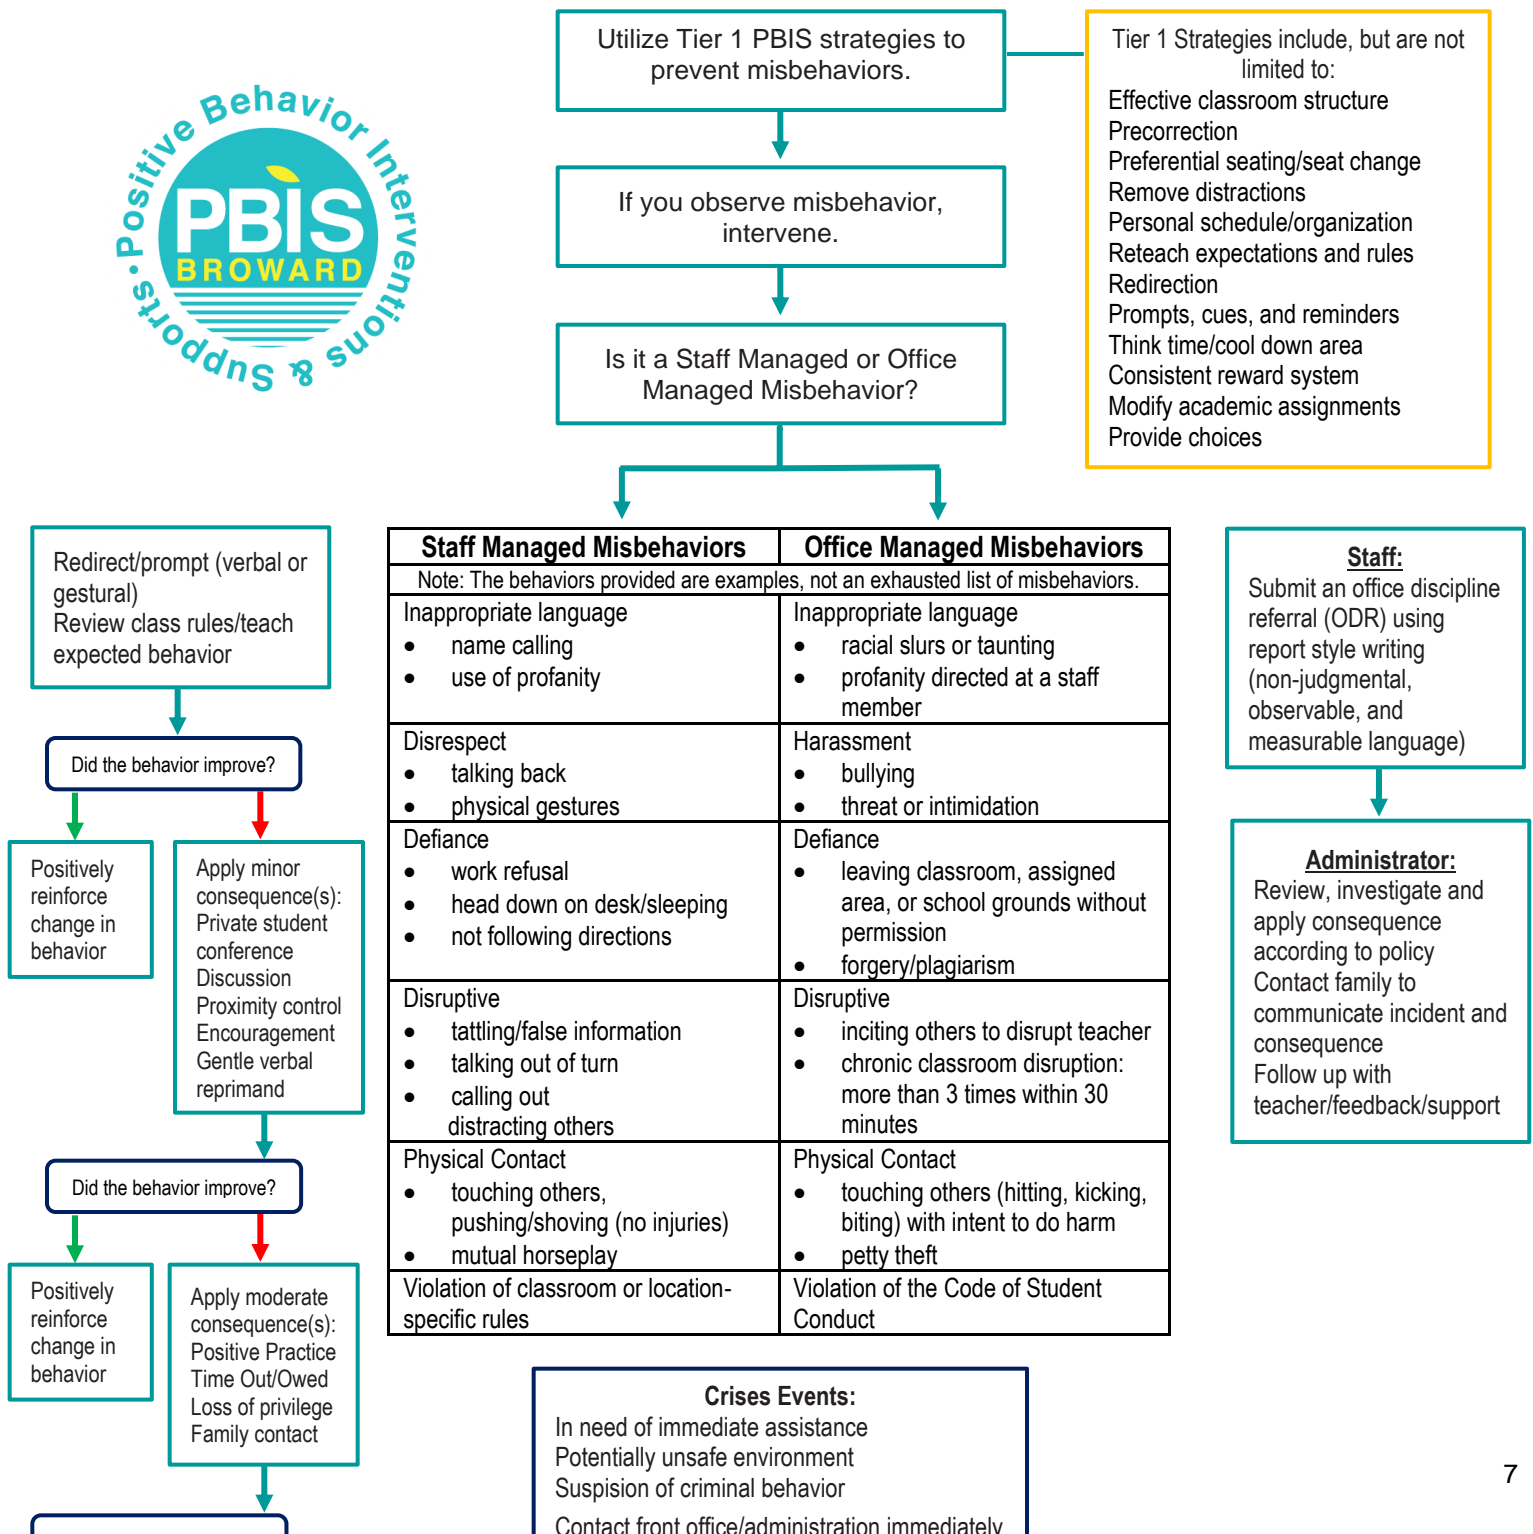 Utilize Tier 1 PBIS strategies to
prevent misbehaviors.
Tier 1 Strategies include, but are not
limited to:
Effective classroom structure
Precorrection
Preferential seating/seat change
Remove distractions
Personal schedule/organization
Reteach expectations and rules
Redirection
Prompts, cues, and reminders
Think time/cool down area
Consistent reward system
Modify academic assignments
Provide choices
Positive Behavior Interventions & Supports •
PBIS
BROWARD
If you observe misbehavior,
intervene.
Is it a Staff Managed or Office
Managed Misbehavior?
Redirect/prompt (verbal or
gestural)
Review class rules/teach
expected behavior
Did the behavior improve?
Positively
reinforce
change in
behavior
Apply minor
consequence(s):
Private student
conference
Discussion
Proximity control
Encouragement
Gentle verbal
reprimand
Did the behavior improve?
Positively
reinforce
change in
behavior
Apply moderate
consequence(s):
Positive Practice
Time Out/Owed
Loss of privilege
Family contact
Staff Managed Misbehaviors
Office Managed Misbehaviors
Note: The behaviors provided are examples, not an exhausted list of misbehaviors.
Inappropriate language
• name calling
• use of profanity
Inappropriate language
• racial slurs or taunting
• profanity directed at a staff
member
Disrespect
• talking back
• physical gestures
Harassment
• bullying
• threat or intimidation
Defiance
• work refusal
• head down on desk/sleeping
• not following directions
Defiance
• leaving classroom, assigned
area, or school grounds without
permission
• forgery/plagiarism
Disruptive
• tattling/false information
• talking out of turn
• calling out
distracting others
Disruptive
• inciting others to disrupt teacher
• chronic classroom disruption:
more than 3 times within 30
minutes
Physical Contact
• touching others,
pushing/shoving (no injuries)
• mutual horseplay
Physical Contact
• touching others (hitting, kicking,
biting) with intent to do harm
• petty theft
Violation of classroom or location-
specific rules
Violation of the Code of Student
Conduct
Staff:
Submit an office discipline
referral (ODR) using
report style writing
(non-judgmental,
observable, and
measurable language)
Administrator:
Review, investigate and
apply consequence
according to policy
Contact family to
communicate incident and
consequence
Follow up with
teacher/feedback/support
Crises Events:
In need of immediate assistance
Potentially unsafe environment
Suspision of criminal behavior
Contact front office/administration immediately
7